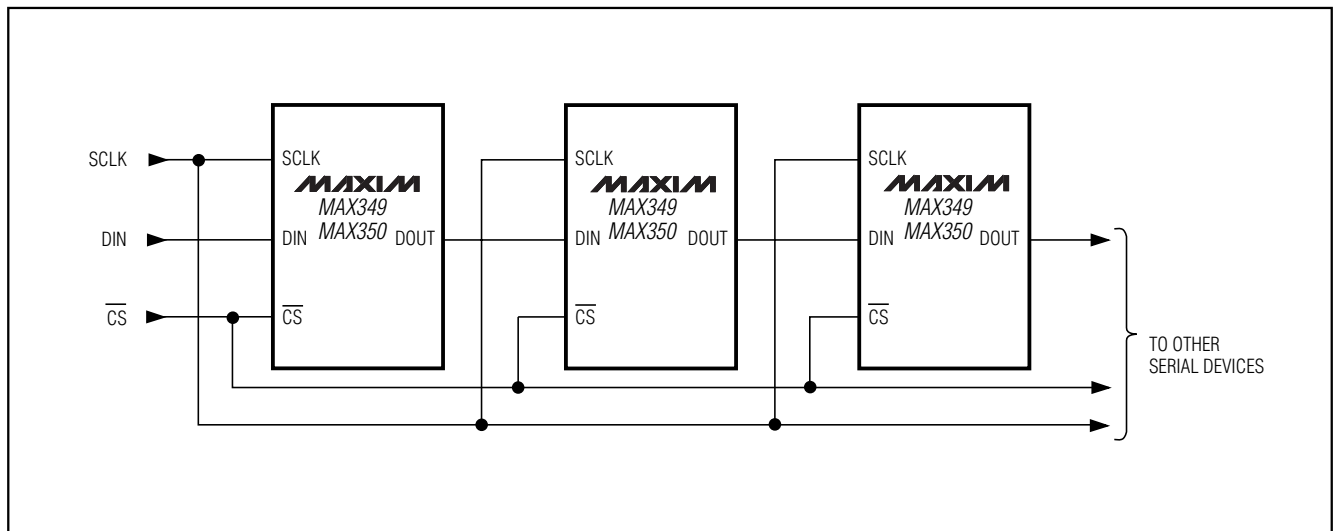 SCLK
DIN
CS
SCLK
MAXIM
MAX349
MAX350
DIN
DOUT
CS
SCLK
MAXIM
MAX349
MAX350
DIN
DOUT
CS
SCLK
MAXIM
MAX349
MAX350
DIN
DOUT
CS
TO OTHER
SERIAL DEVICES